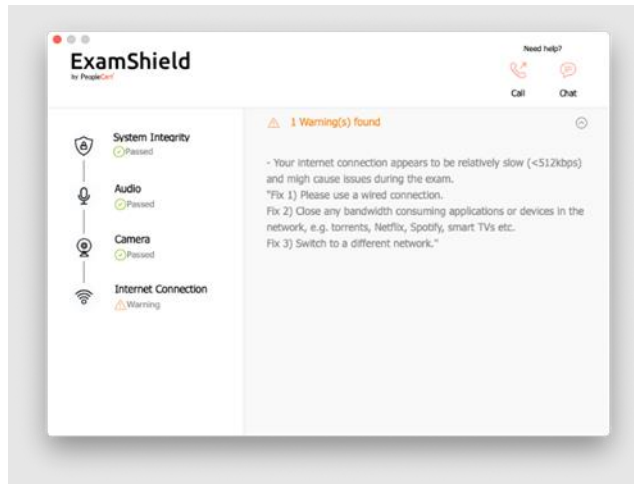 ExamShield
by PeopleCert
Need help?
Call
Chat
System Integrity
Passed
Audio
Passed
Camera
Passed
Internet Connection
Warning
1 Warning(s) found
- Your internet connection appears to be relatively slow (<512kbps)
and migh cause issues during the exam.
"Fix 1) Please use a wired connection.
Fix 2) Close any bandwidth consuming applications or devices in the
network, e.g. torrents, Netflix, Spotify, smart TVs etc.
Fix 3) Switch to a different network."